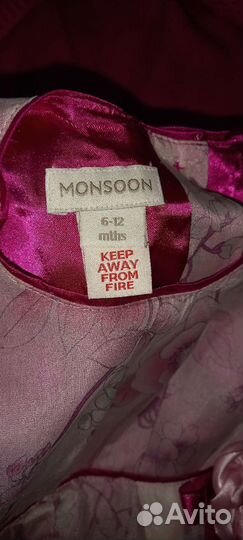 MONSOON
6-12
mths
KEEP
AWAY
FROM
FIRE
Avito